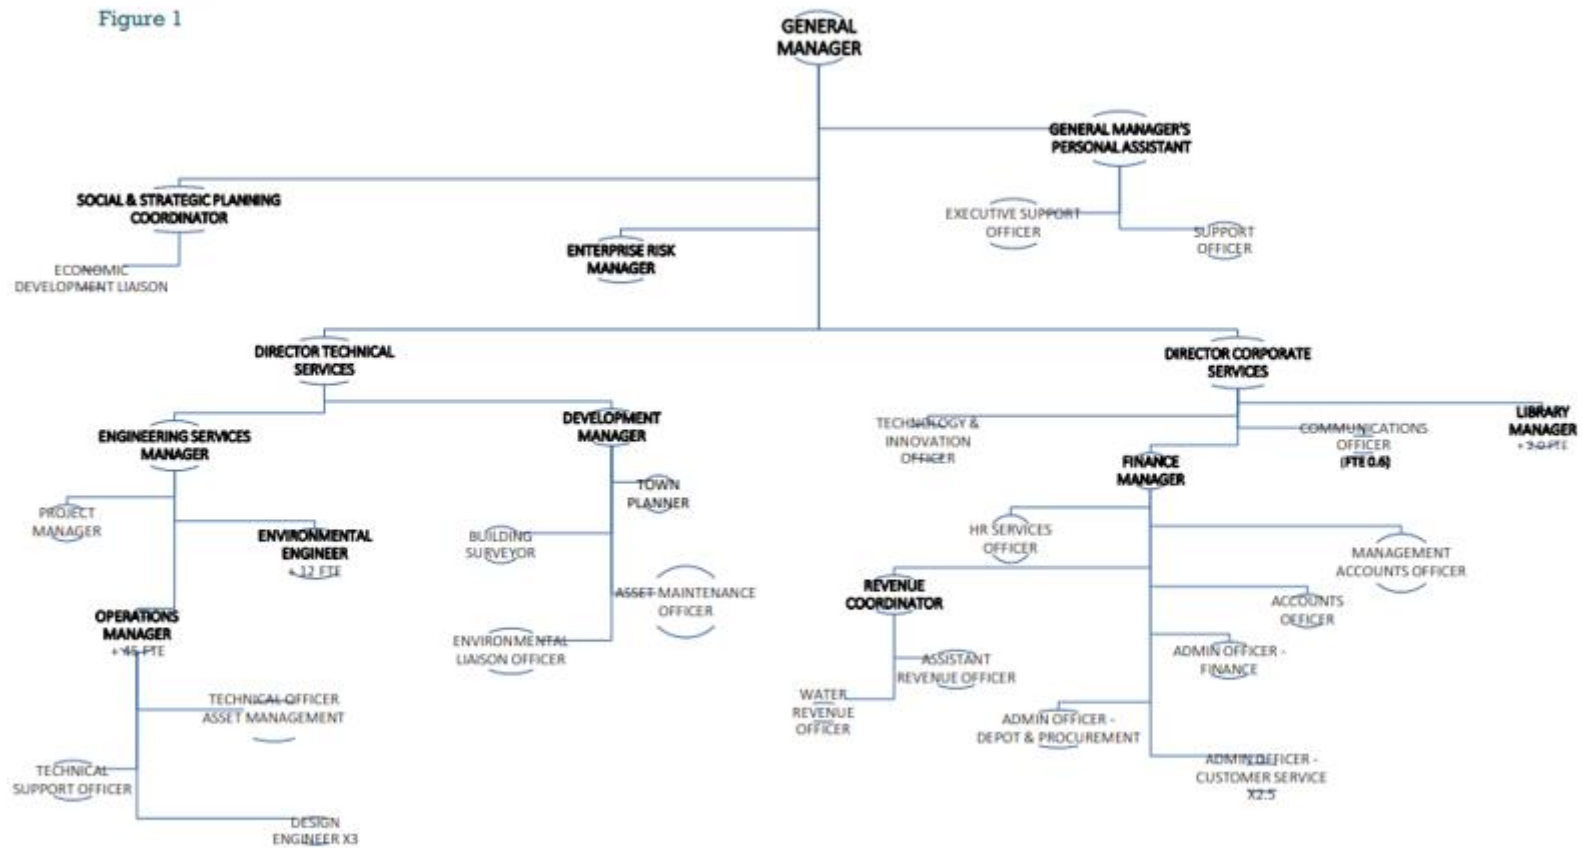 Figure 1
GENERAL
MANAGER
GENERAL MANAGER'S
PERSONAL ASSISTANT
SOCIAL & STRATEGIC PLANNING
COORDINATOR
EXECUTIVE SUPPORT
OFFICER
SUPPORT
OFFICER
ENTERPRISE RISK
MANAGER
ECONOMIC
DEVELOPMENT LIAISON
DIRECTOR TECHNICAL
SERVICES
DIRECTOR CORPORATE
SERVICES
ENGINEERING SERVICES
MANAGER
DEVELOPMENT
MANAGER
TECHNOLOGY &
INNOVATION
OFFICER
COMMUNICATIONS
OFFICER
(FTE 0.6)
LIBRARY
MANAGER
+ 3.0 FTE
FINANCE
MANAGER
PROJECT
MANAGER
ENVIRONMENTAL
ENGINEER
+ 12 FTE
TOWN
PLANNER
BUILDING
SURVEYOR
HR SERVICES
OFFICER
MANAGEMENT
ACCOUNTS OFFICER
REVENUE
COORDINATOR
ACCOUNTS
OFFICER
ASSET MAINTENANCE
OFFICER
OPERATIONS
MANAGER
+ 45 FTE
ENVIRONMENTAL
LIAISON OFFICER
ADMIN OFFICER -
FINANCE
ASSISTANT
REVENUE OFFICER
WATER
REVENUE
OFFICER
TECHNICAL OFFICER
ASSET MANAGEMENT
ADMIN OFFICER -
DEPOT & PROCUREMENT
TECHNICAL
SUPPORT OFFICER
ADMIN OFFICER -
CUSTOMER SERVICE
X2.5
DESIGN
ENGINEER X3